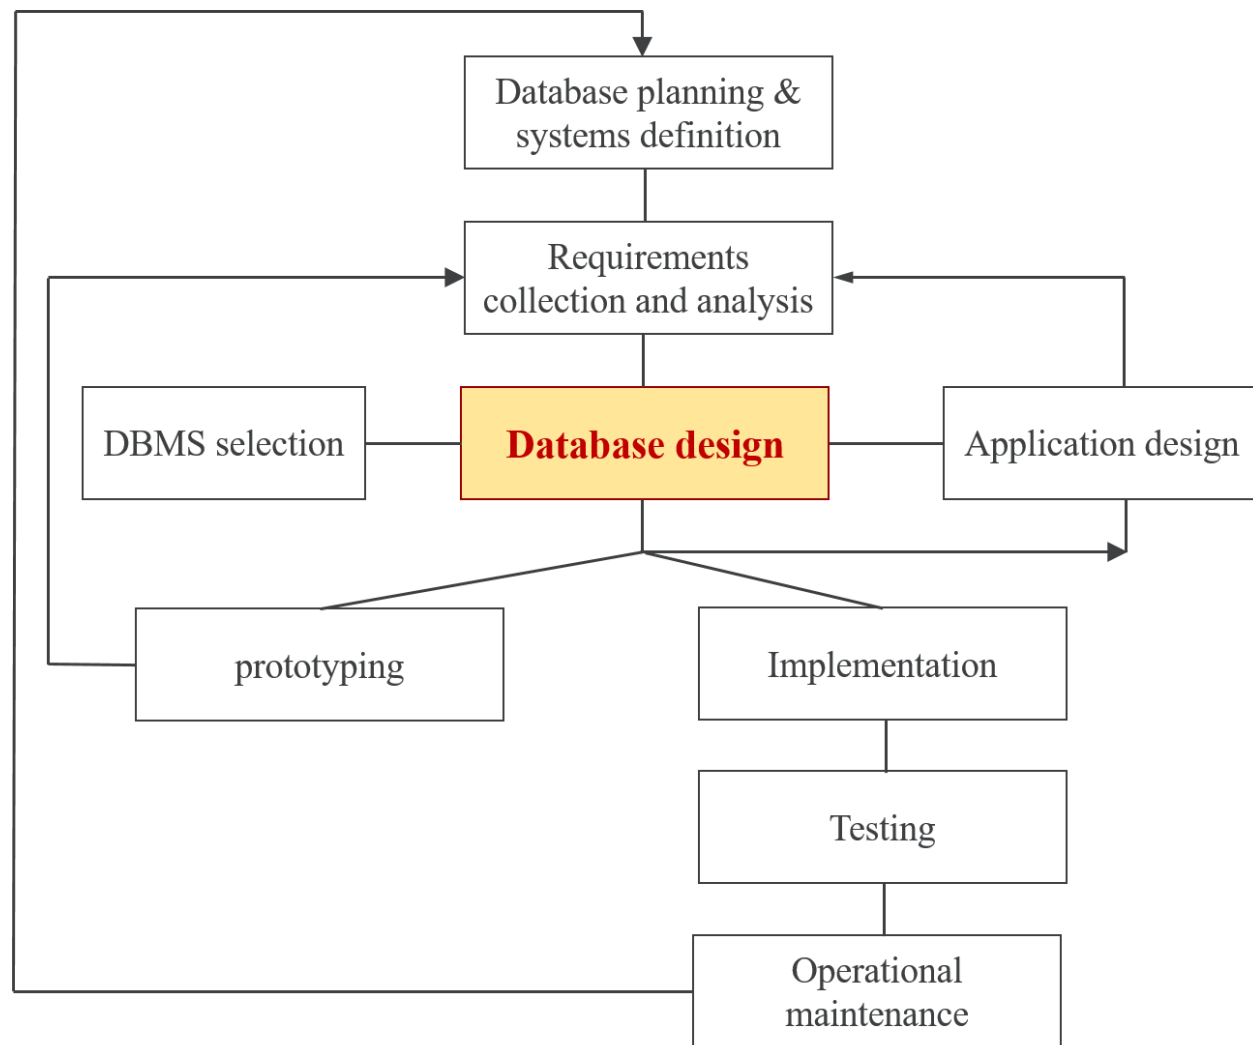 Database planning &
systems definition
Requirements
collection and analysis
DBMS selection
Database design
Application design
prototyping
Implementation
Testing
Operational
maintenance